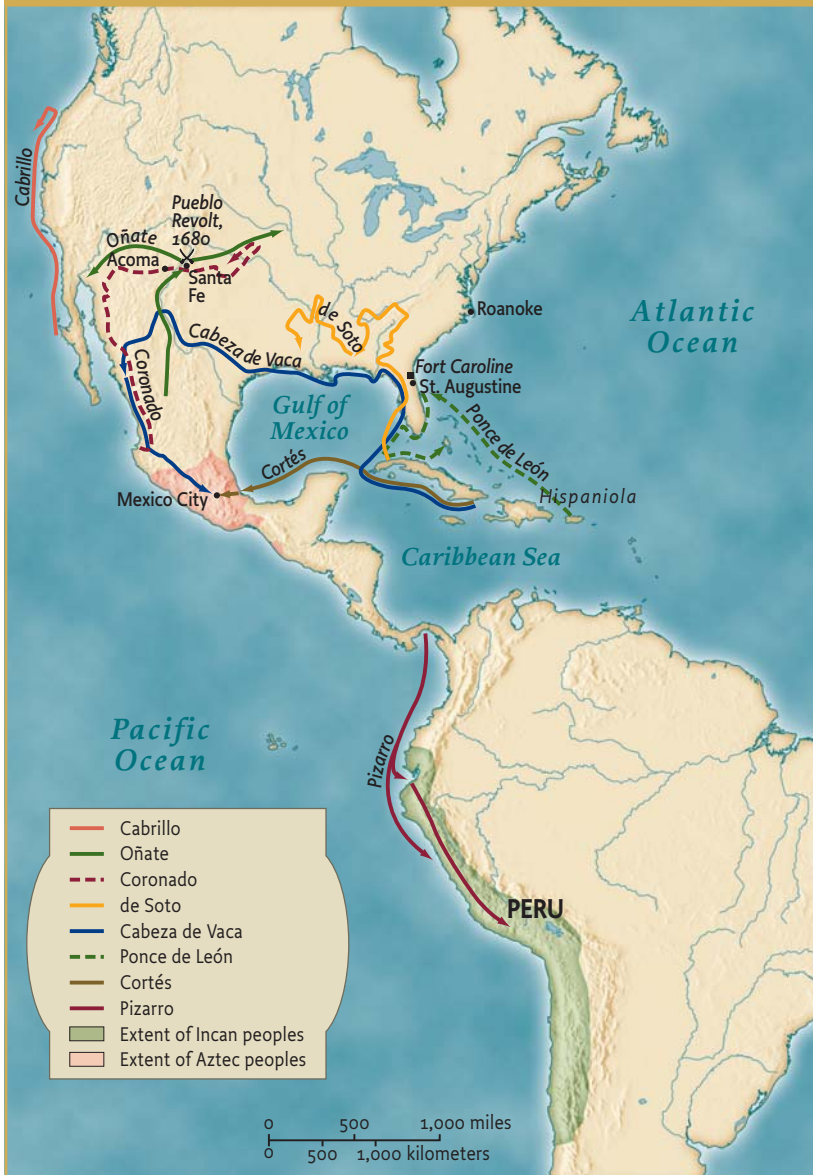 Cabrillo
Pueblo
Revolt,
1680
Oñate
Acoma
Santa
Fe
de Soto
Roanoke
Atlantic
Ocean
Cabeza de Vaca
Coronado
Fort Caroline
St. Augustine
Gulf of
Mexico
Ponce de León
Cortés
Hispaniola
Mexico City
Caribbean Sea
Pacific
Ocean
Pizarro
PERU
Cabrillo
Oñate
Coronado
de Soto
Cabeza de Vaca
Ponce de León
Cortés
Pizarro
Extent of Incan peoples
Extent of Aztec peoples
0 500 1,000 miles
0 500 1,000 kilometers